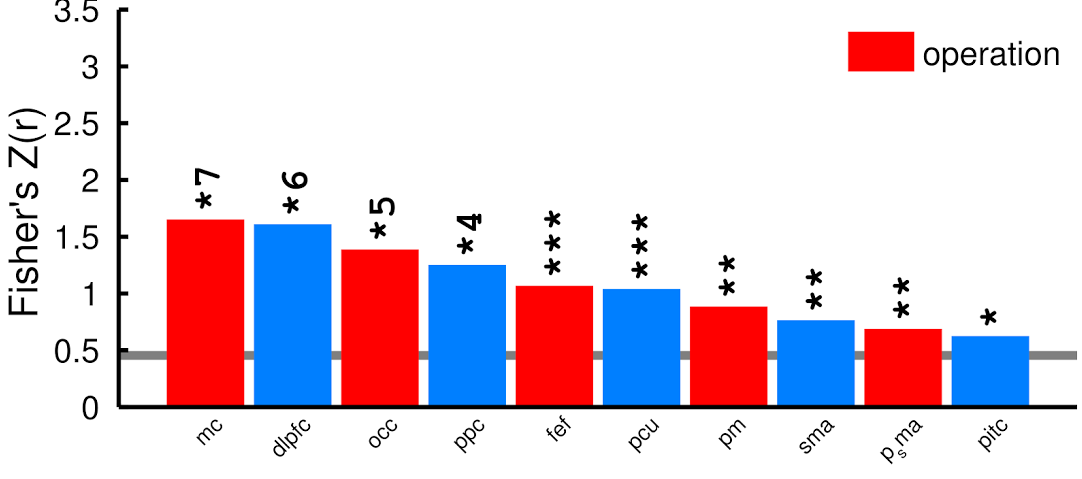 operation
Fisher's Z(r)
3.5
3
2.5
2
1.5
1
0.5
0
*7
*6
*5
*4
***
***
**
**
**
*
mc
dlpfc
occ
ppc
fef
pcu
pm
sma
pₛma
pitc